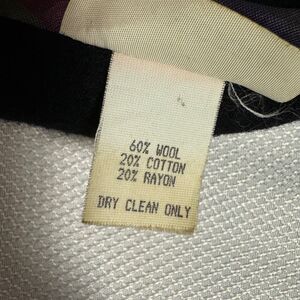 60% WOOL
20% COTTON
20% RAYON
DRY CLEAN ONLY